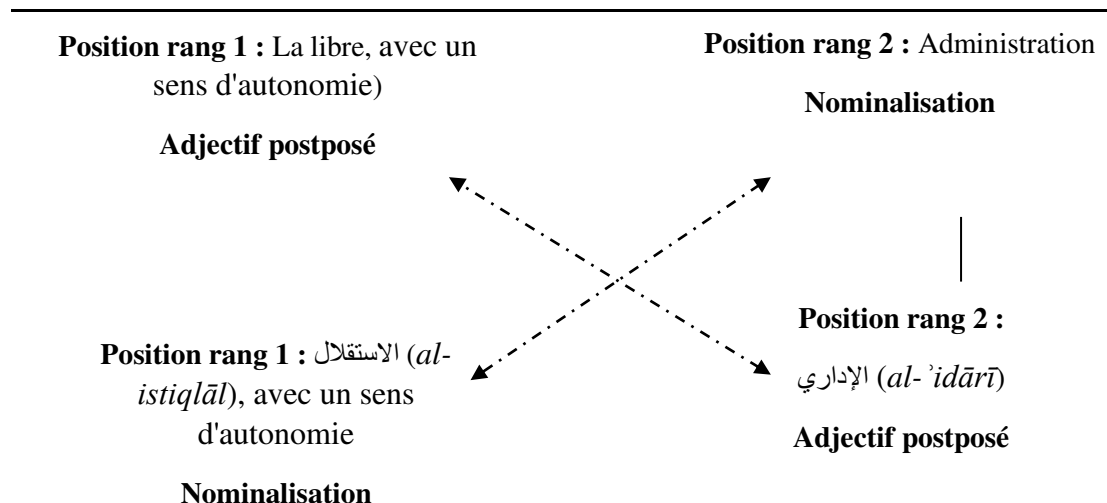 Position rang 1 : La libre, avec un
sens d'autonomie)
Adjectif postposé
Position rang 2 : Administration
Nominalisation
Position rang 1 : الاستقلال (al-
istiqlāl), avec un sens
d'autonomie
Nominalisation
Position rang 2 :
الإداري (al- ʾidārī)
Adjectif postposé